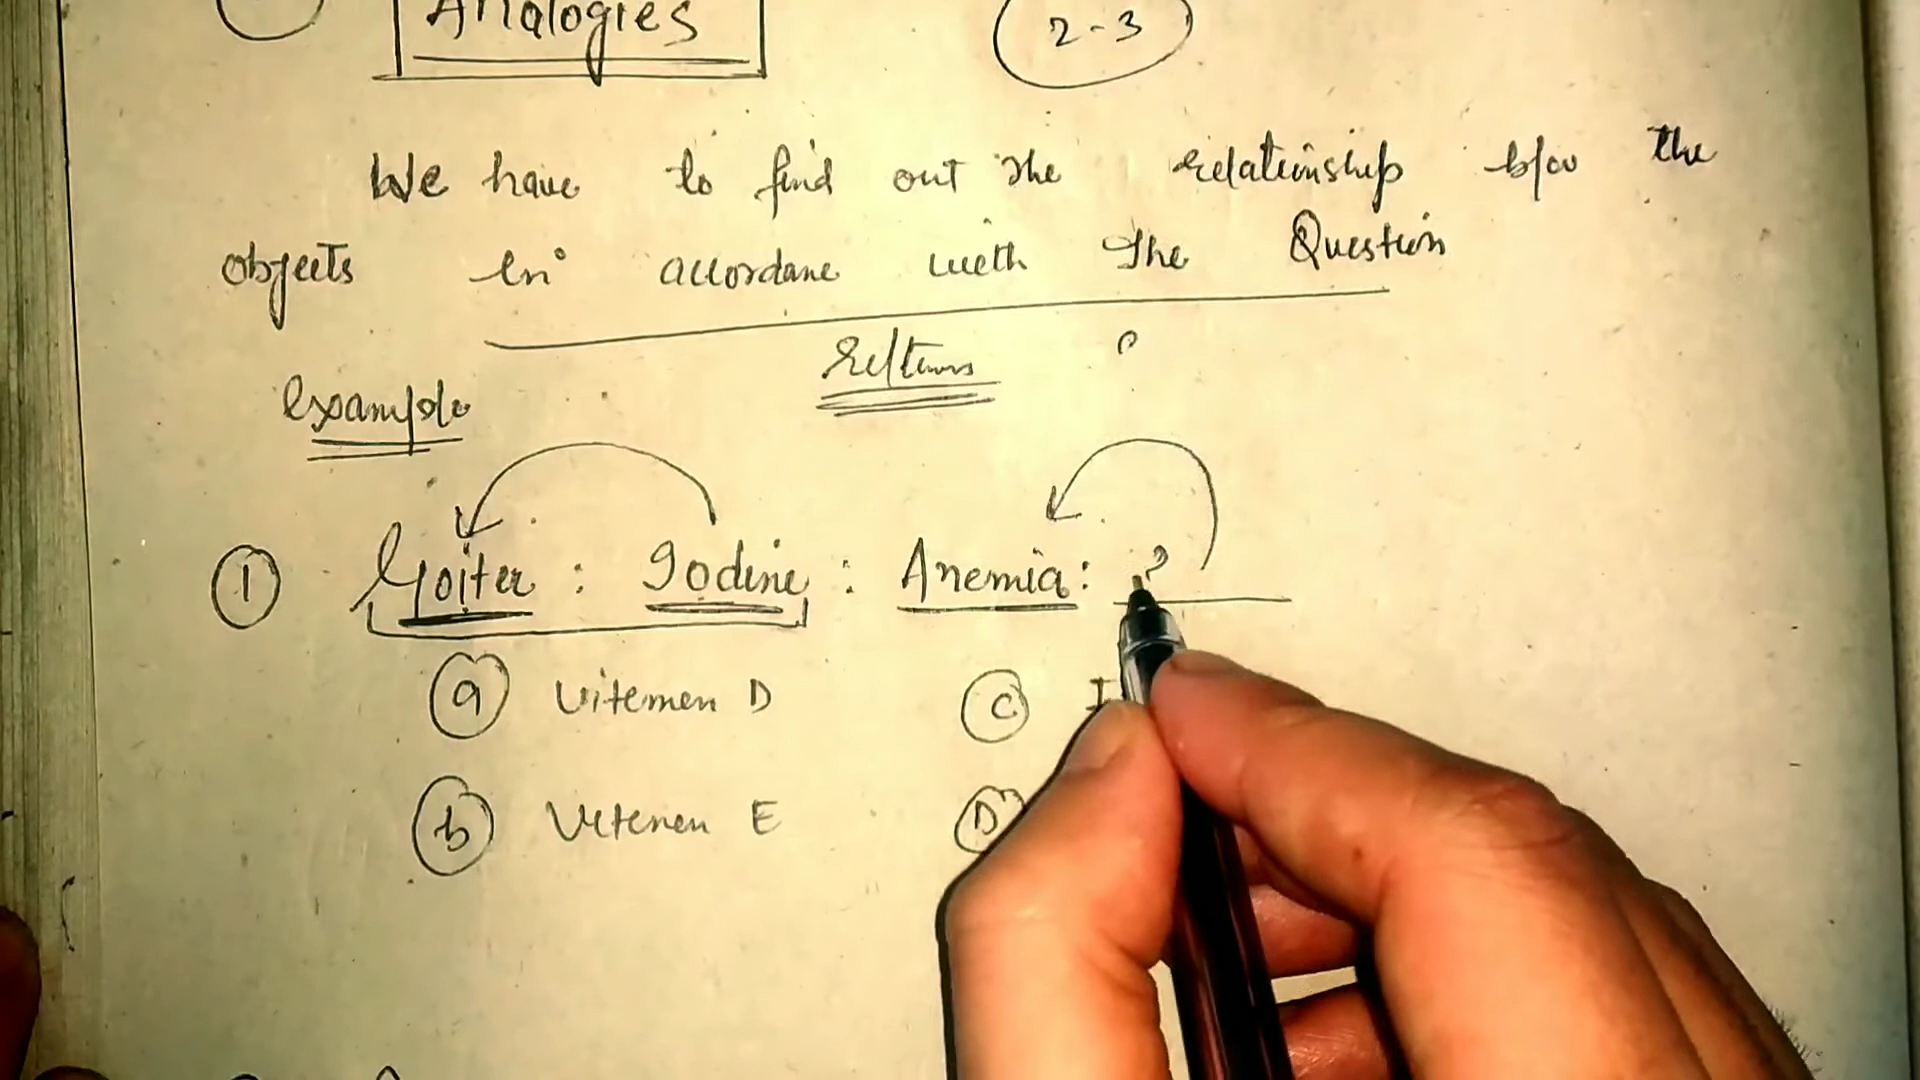 Analogies 2-3
We have to find out the relationship b/w the
objects in accordane with the Question
example
① Goiter : Iodine : Anemia : ?
(a) Vitemen D (c) I
(b) Vitemen E (D)